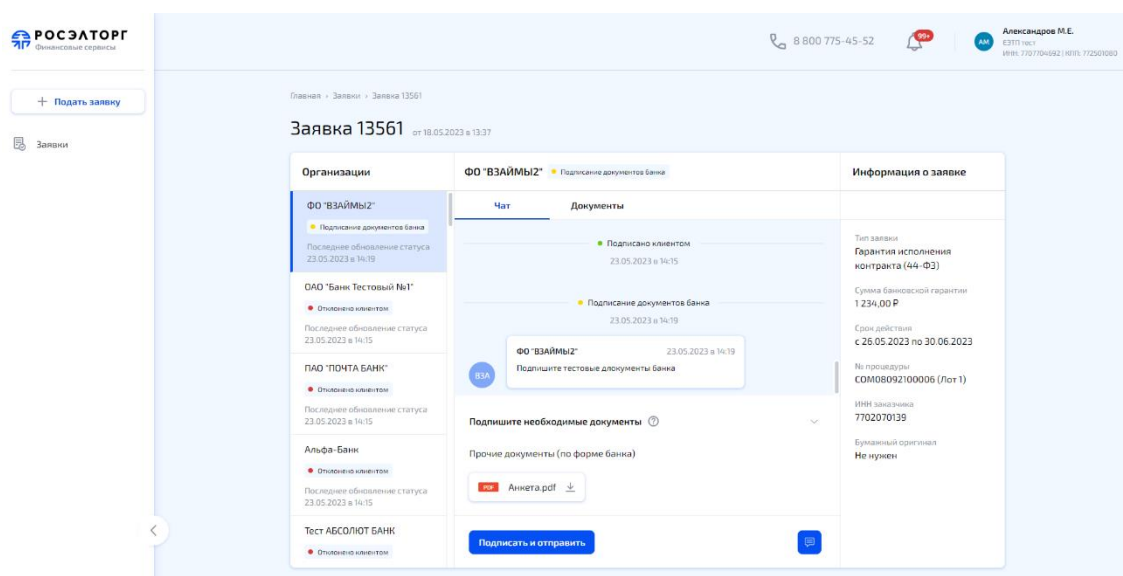 РОСЭЛТОРГ
Финансовые сервисы
8 800 775-45-52
99+
АМ
Александров М.Е.
ЕЭТП тест
ИНН: 7707704692 | КПП: 772501080
Подать заявку
Заявки
Главная › Заявки › Заявка 13561
Заявка 13561 от 18.05.2023 в 13:37
Организации
ФО "ВЗАЙМЫ2"
Подписание документов банка
Последнее обновление статуса
23.05.2023 в 14:19
ОАО "Банк Тестовый №1"
Отклонено клиентом
Последнее обновление статуса
23.05.2023 в 14:15
ПАО "ПОЧТА БАНК"
Отклонено клиентом
Последнее обновление статуса
23.05.2023 в 14:15
Альфа-Банк
Отклонено клиентом
Последнее обновление статуса
23.05.2023 в 14:15
Тест АБСОЛЮТ БАНК
Отклонено клиентом
ФО "ВЗАЙМЫ2" Подписание документов банка
Чат Документы
Подписано клиентом
23.05.2023 в 14:15
Подписание документов банка
23.05.2023 в 14:19
ФО "ВЗАЙМЫ2" 23.05.2023 в 14:19
Подпишите тестовые длокументы банка
ВЗА
Подпишите необходимые документы
Прочие документы (по форме банка)
PDF Анкета.pdf
Подписать и отправить
Информация о заявке
Тип заявки
Гарантия исполнения
контракта (44-ФЗ)
Сумма банковской гарантии
1 234,00 ₽
Срок действия
с 26.05.2023 по 30.06.2023
№ процедуры
COM08092100006 (Лот 1)
ИНН заказчика
7702070139
Бумажный оригинал
Не нужен